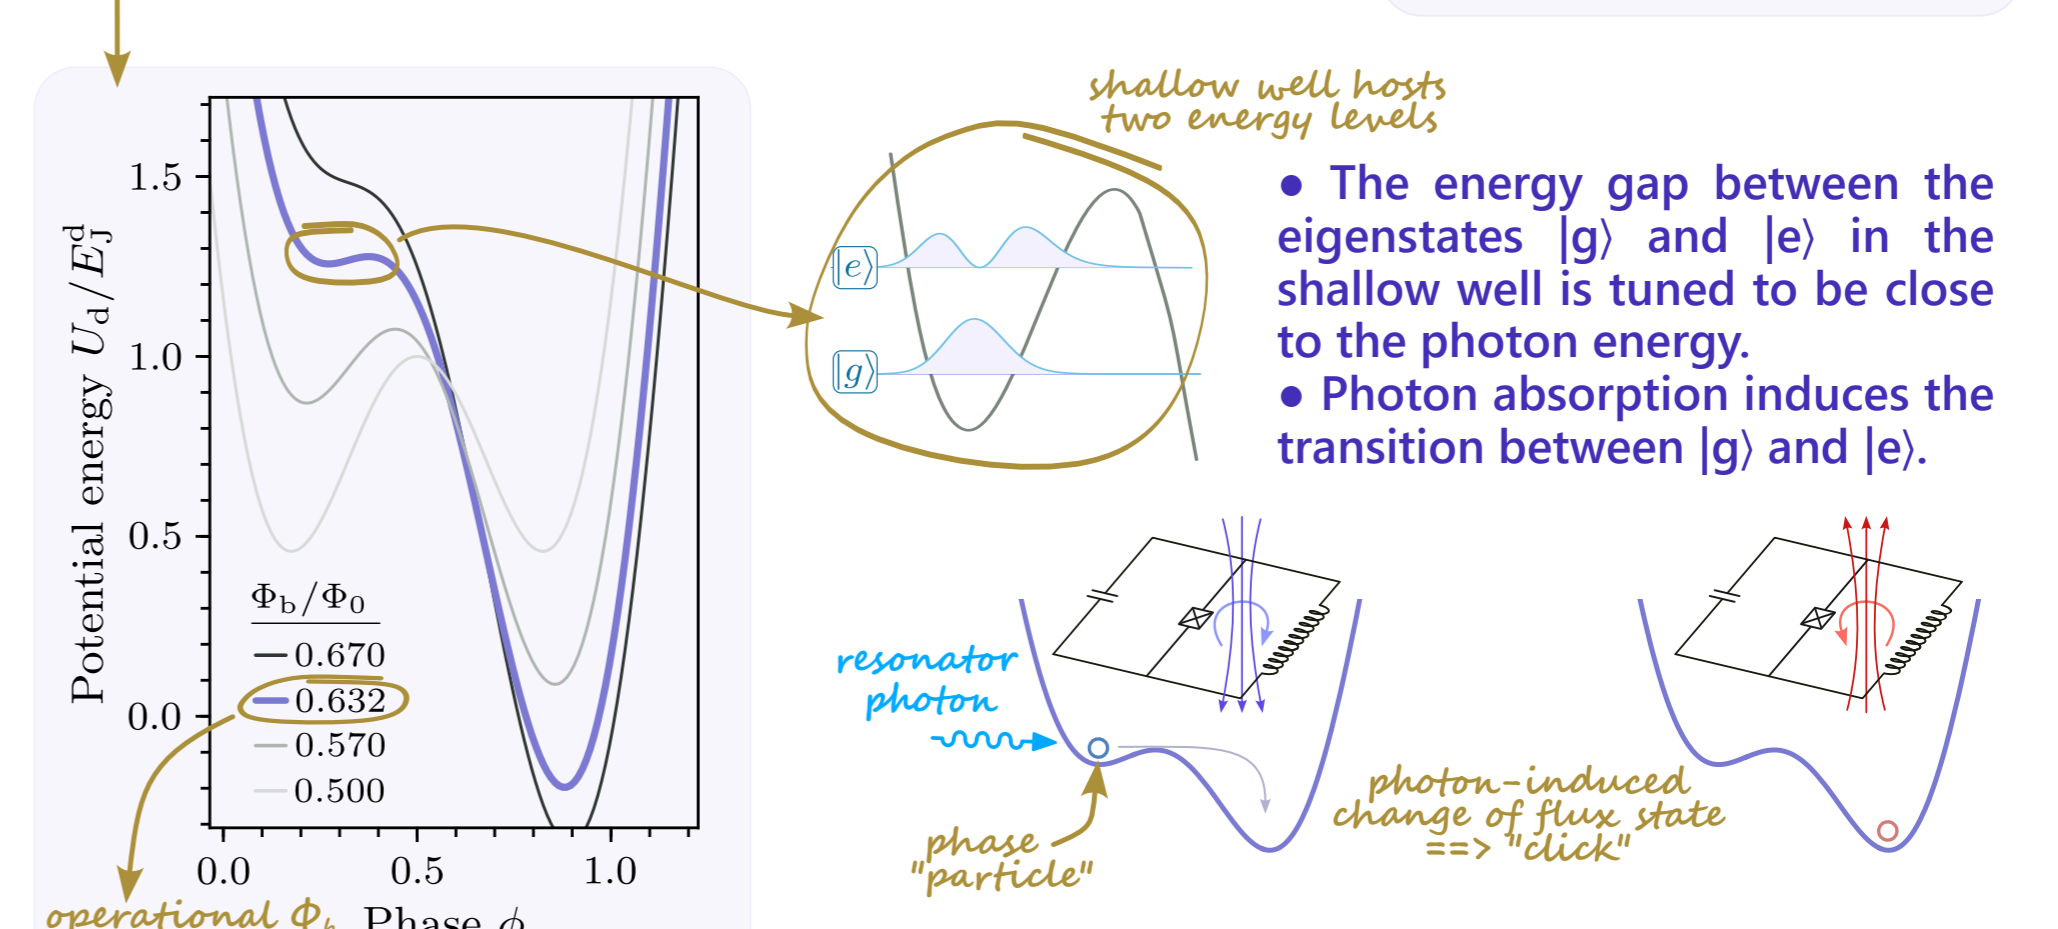 shallow well hosts
two energy levels
1.5
1.0
0.5
0.0
Potential energy U_d/E_J^d
Φ_b/Φ_0
0.670
0.632
0.570
0.500
0.0 0.5 1.0
operational Φ_b
Phase ϕ
|e⟩
|g⟩
● The energy gap between the
eigenstates |g⟩ and |e⟩ in the
shallow well is tuned to be close
to the photon energy.
● Photon absorption induces the
transition between |g⟩ and |e⟩.
resonator
photon
phase
"particle"
photon-induced
change of flux state
==> "click"